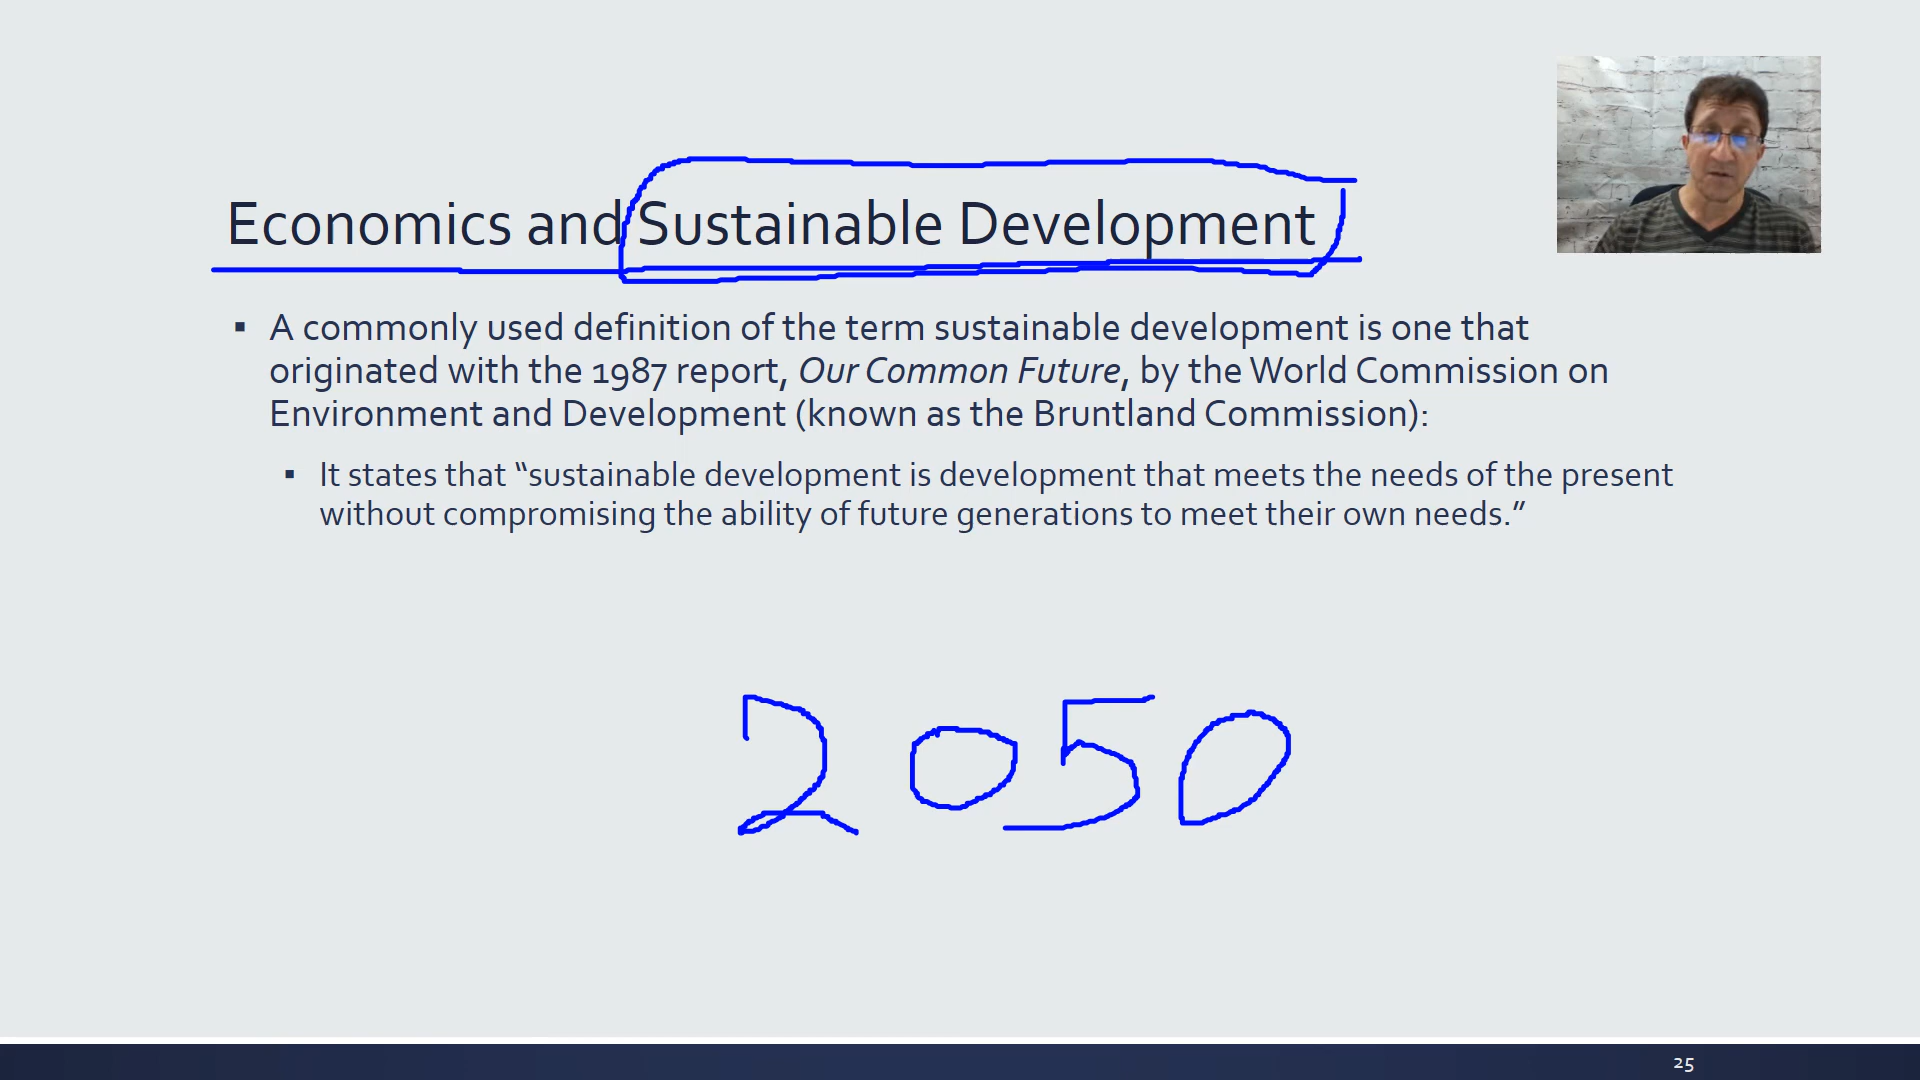 Economics and Sustainable Development
▪ A commonly used definition of the term sustainable development is one that
originated with the 1987 report, Our Common Future, by the World Commission on
Environment and Development (known as the Bruntland Commission):
▪ It states that “sustainable development is development that meets the needs of the present
without compromising the ability of future generations to meet their own needs.”
2050
25